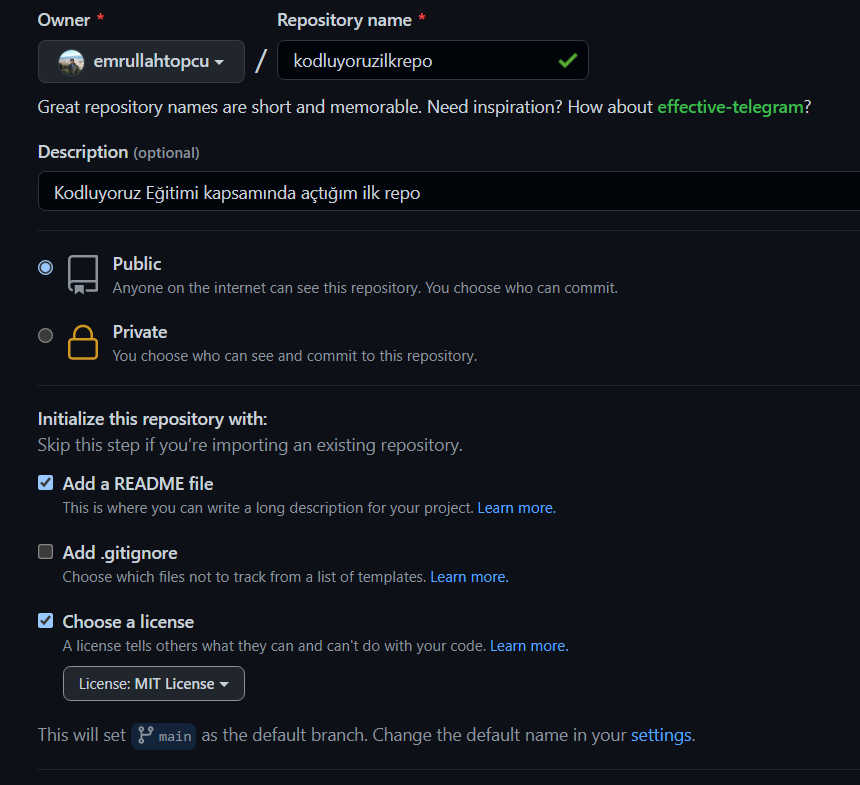 Owner * Repository name *
emrullahtopcu / kodluyoruzilkrepo
Great repository names are short and memorable. Need inspiration? How about effective-telegram?
Description (optional)
Kodluyoruz Eğitimi kapsamında açtığım ilk repo
Public
Anyone on the internet can see this repository. You choose who can commit.
Private
You choose who can see and commit to this repository.
Initialize this repository with:
Skip this step if you’re importing an existing repository.
Add a README file
This is where you can write a long description for your project. Learn more.
Add .gitignore
Choose which files not to track from a list of templates. Learn more.
Choose a license
A license tells others what they can and can't do with your code. Learn more.
License: MIT License
This will set main as the default branch. Change the default name in your settings.